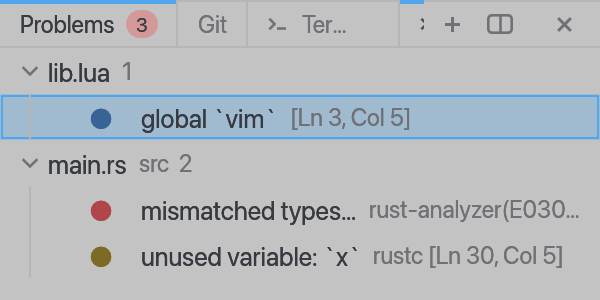 Problems 3 Git Ter...
lib.lua 1
global `vim` [Ln 3, Col 5]
main.rs src 2
mismatched types... rust-analyzer(E030...
unused variable: `x` rustc [Ln 30, Col 5]